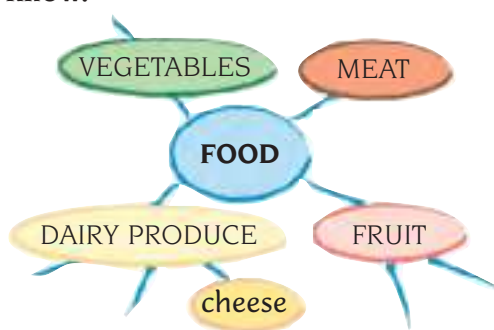 VEGETABLES
MEAT
FOOD
DAIRY PRODUCE
FRUIT
cheese